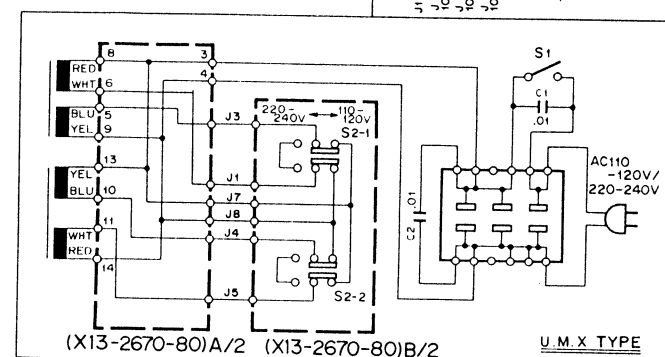 J1
8
RED
WHT
6
BLU
5
YEL
9
13
YEL
BLU
10
11
WHT
RED
14
3
4
J3
J1
J7
J8
J4
J5
220-
240V
110-
120V
S2-1
S2-2
S1
C1
.01
C2
.01
AC110
-120V/
220-240V
(X13-2670-80)A/2 (X13-2670-80)B/2
U.M.X TYPE